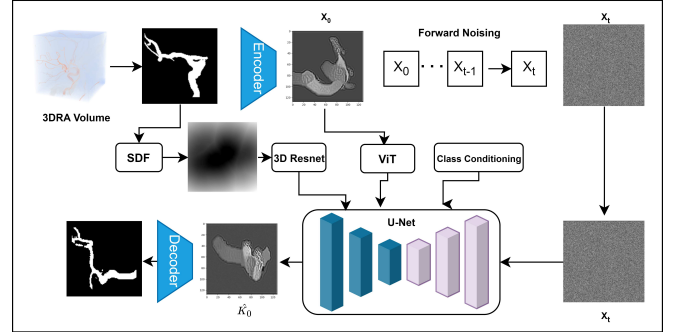 X₀
Xₜ
Forward Noising
Encoder
X₀
Xₜ₋₁
Xₜ
3DRA Volume
SDF
3D Resnet
ViT
Class Conditioning
U-Net
Decoder
K̂₀
Xₜ